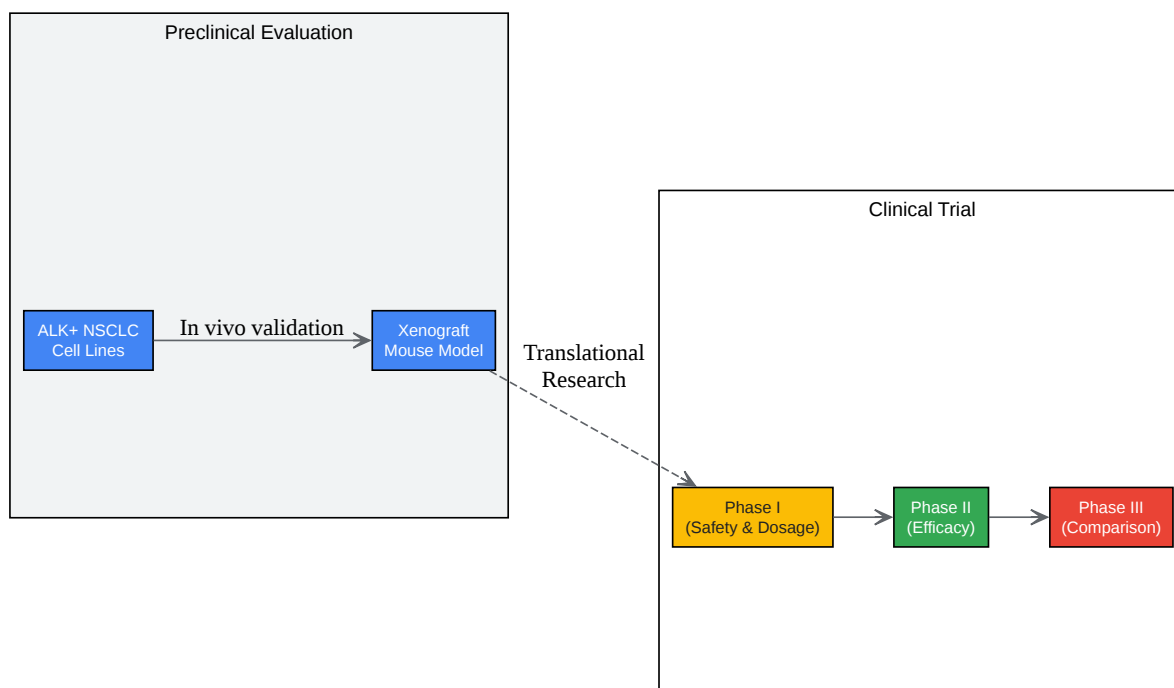 Preclinical Evaluation
ALK+ NSCLC
Cell Lines
In vivo validation
Xenograft
Mouse Model
Translational
Research
Clinical Trial
Phase I
(Safety & Dosage)
Phase II
(Efficacy)
Phase III
(Comparison)